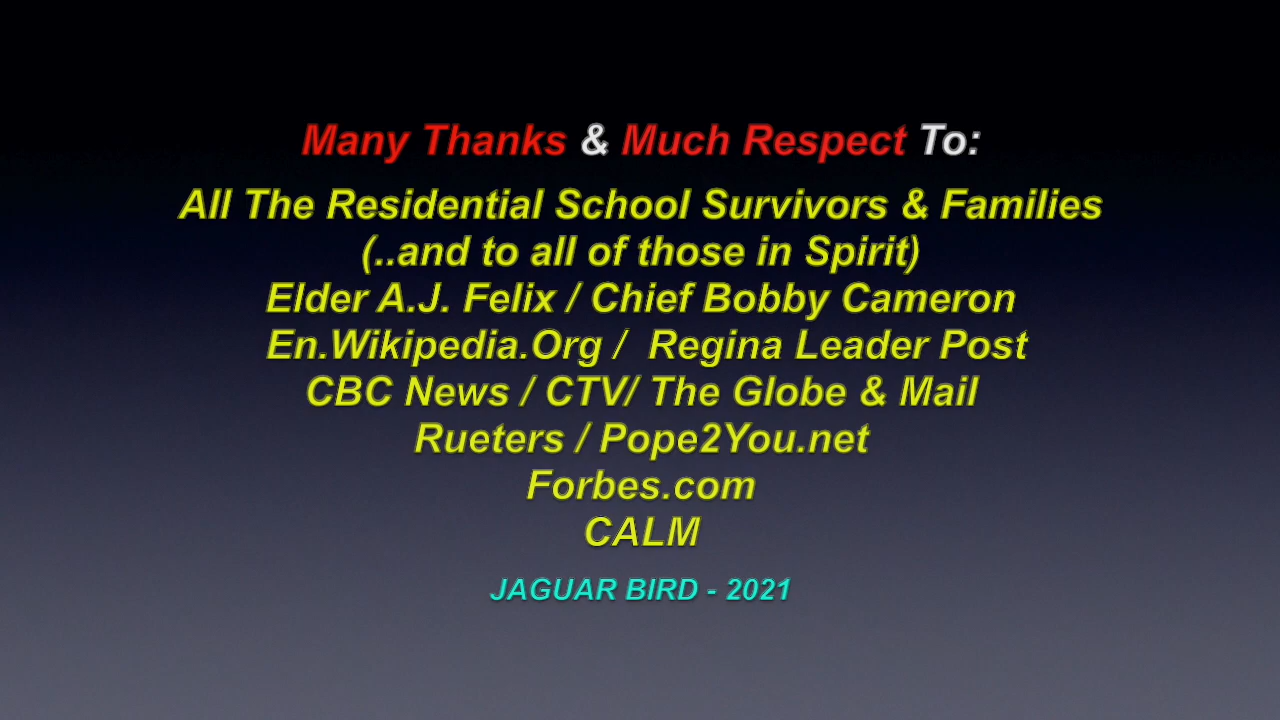 Many Thanks & Much Respect To:
All The Residential School Survivors & Families
(..and to all of those in Spirit)
Elder A.J. Felix / Chief Bobby Cameron
En.Wikipedia.Org /  Regina Leader Post
CBC News / CTV/ The Globe & Mail
Rueters / Pope2You.net
Forbes.com
CALM
JAGUAR BIRD - 2021